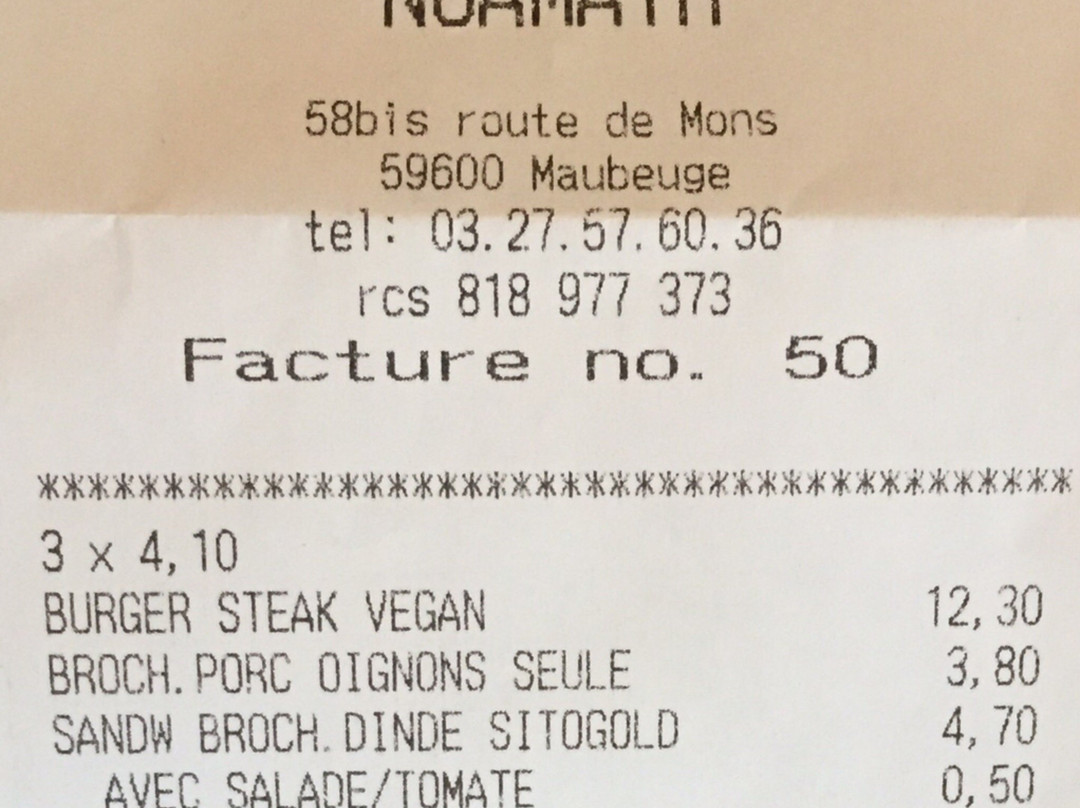 58bis route de Mons
59600 Maubeuge
tel: 03.27.57.60.36
rcs 818 977 373
Facture no. 50
******************************************
3 x 4,10
BURGER STEAK VEGAN 12,30
BROCH.PORC OIGNONS SEULE 3,80
SANDW BROCH.DINDE SITOGOLD 4,70
AVEC SALADE/TOMATE 0,50